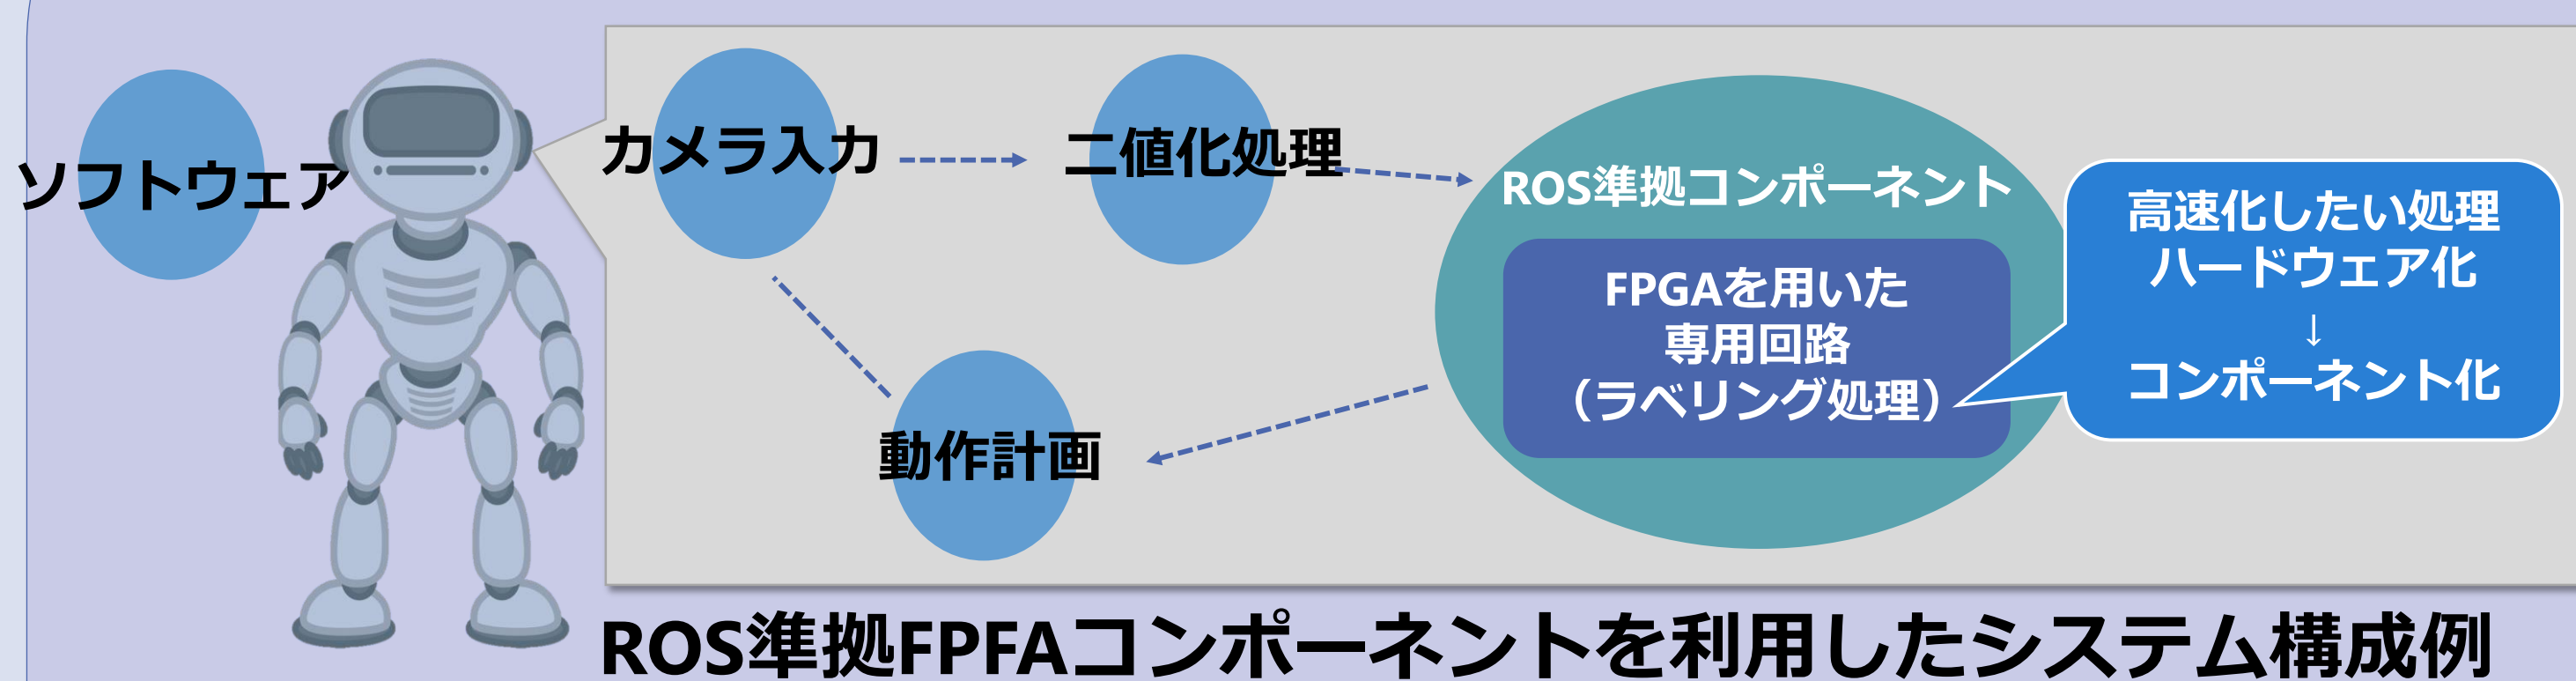 ソフトウェア
カメラ入力
二値化処理
ROS準拠コンポーネント
FPGAを用いた
専用回路
（ラベリング処理）
高速化したい処理
ハードウェア化
↓
コンポーネント化
動作計画
ROS準拠FPFAコンポーネントを利用したシステム構成例